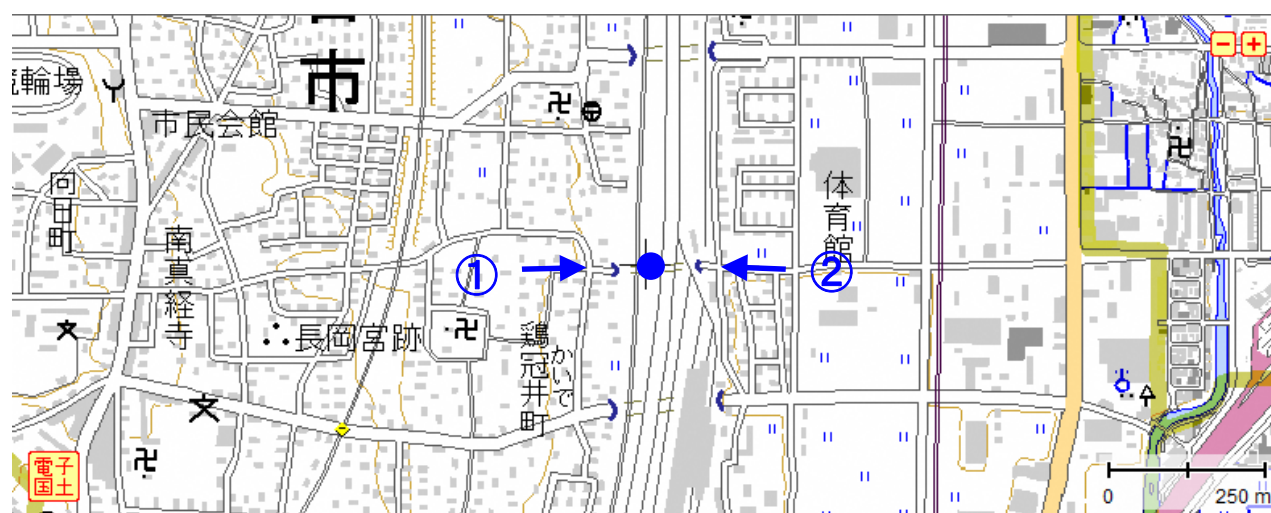 市
競輪場
市民会館
向日町
南真経寺
体育館
①
②
長岡宮跡
鶏冠井町
かいで
電子
国土
0
250 m